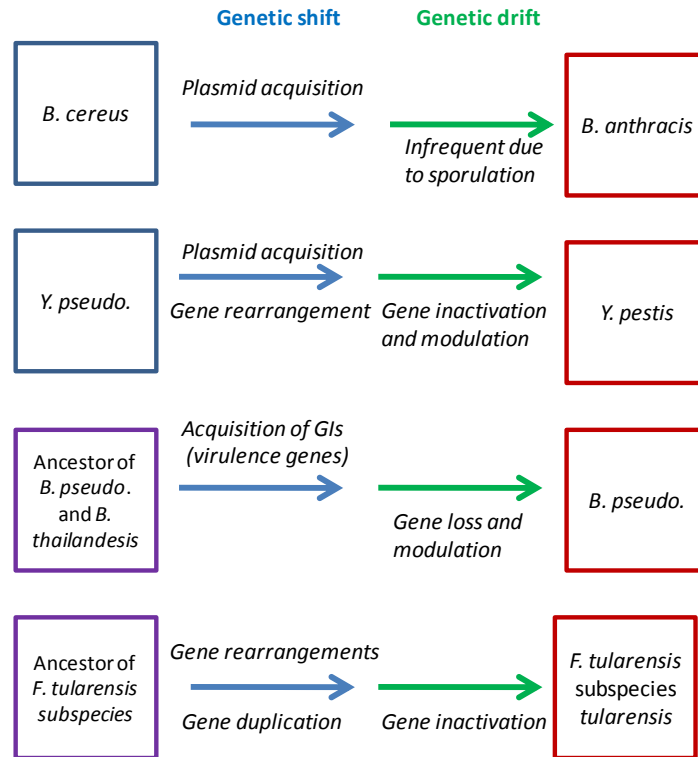 Genetic shift
Genetic drift
B. cereus
Plasmid acquisition
Infrequent due
to sporulation
B. anthracis
Y. pseudo.
Plasmid acquisition
Gene rearrangement
Gene inactivation
and modulation
Y. pestis
Ancestor of
B. pseudo.
and B.
thailandesis
Acquisition of GIs
(virulence genes)
Gene loss and
modulation
B. pseudo.
Ancestor of
F. tularensis
subspecies
Gene rearrangements
Gene duplication
Gene inactivation
F. tularensis
subspecies
tularensis